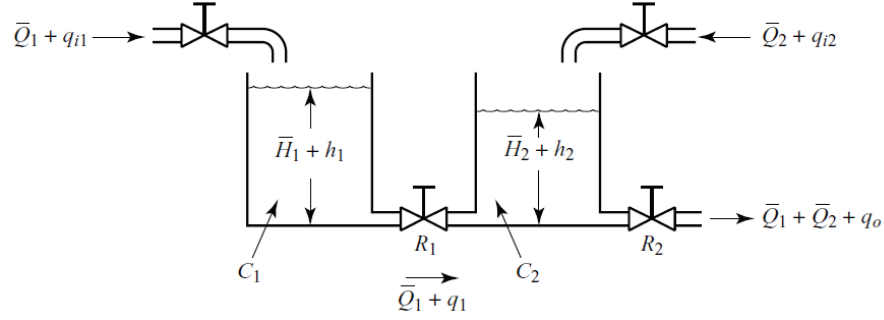 Q̄₁ + qᵢ₁
Q̄₂ + qᵢ₂
H̄₁ + h₁
H̄₂ + h₂
Q̄₁ + Q̄₂ + qₒ
R₁
R₂
C₁
C₂
Q̄₁ + q₁